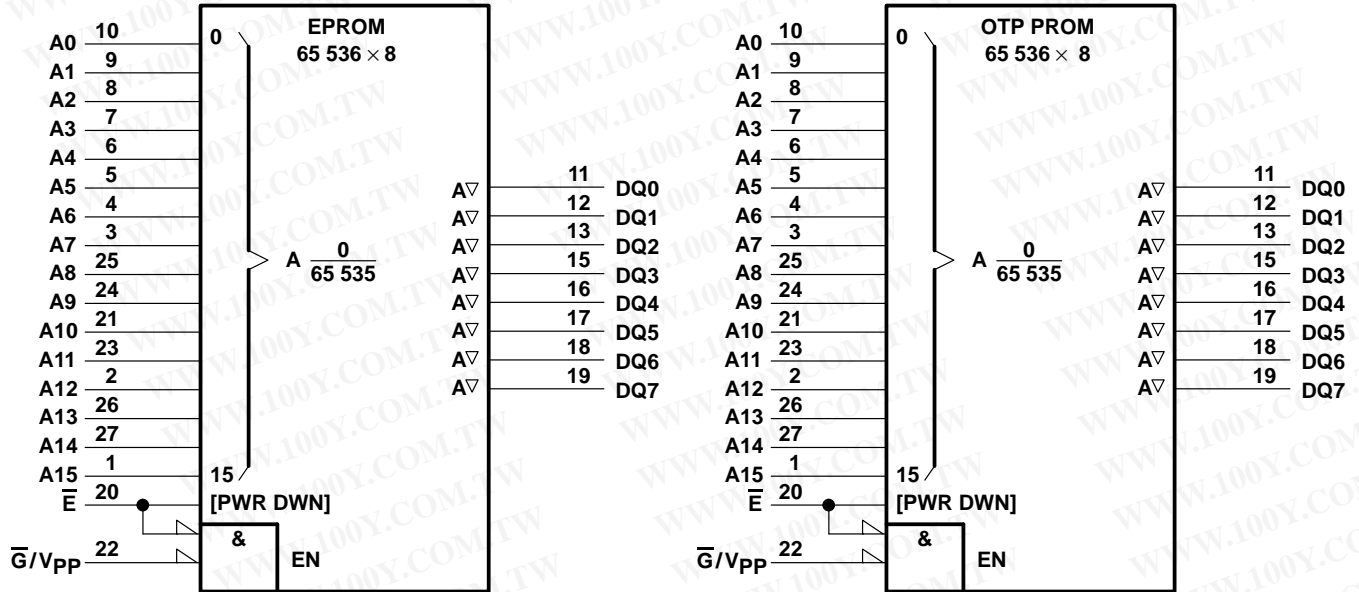 EPROM
65 536 × 8
A0 10 0
A1 9
A2 8
A3 7
A4 6
A5 5
A6 4
A7 3
A8 25
A9 24
A10 21
A11 23
A12 2
A13 26
A14 27
A15 1 15
E̅ 20 [PWR DWN]
&
G̅/VPP 22 EN
A 0
65 535
A▽ 11 DQ0
A▽ 12 DQ1
A▽ 13 DQ2
A▽ 15 DQ3
A▽ 16 DQ4
A▽ 17 DQ5
A▽ 18 DQ6
A▽ 19 DQ7
OTP PROM
65 536 × 8
A0 10 0
A1 9
A2 8
A3 7
A4 6
A5 5
A6 4
A7 3
A8 25
A9 24
A10 21
A11 23
A12 2
A13 26
A14 27
A15 1 15
E̅ 20 [PWR DWN]
&
G̅/VPP 22 EN
A 0
65 535
A▽ 11 DQ0
A▽ 12 DQ1
A▽ 13 DQ2
A▽ 15 DQ3
A▽ 16 DQ4
A▽ 17 DQ5
A▽ 18 DQ6
A▽ 19 DQ7
WWW.100Y.COM.TW